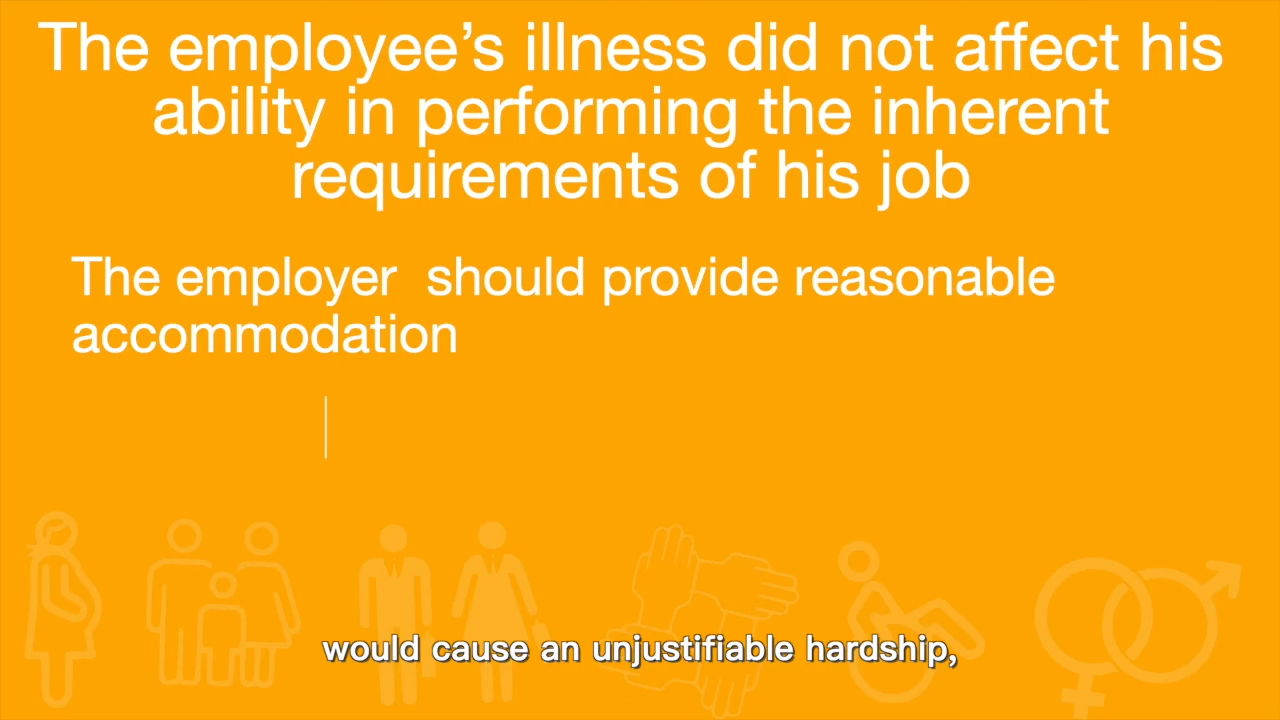 The employee’s illness did not affect his
ability in performing the inherent
requirements of his job
The employer  should provide reasonable
accommodation
would cause an unjustifiable hardship,